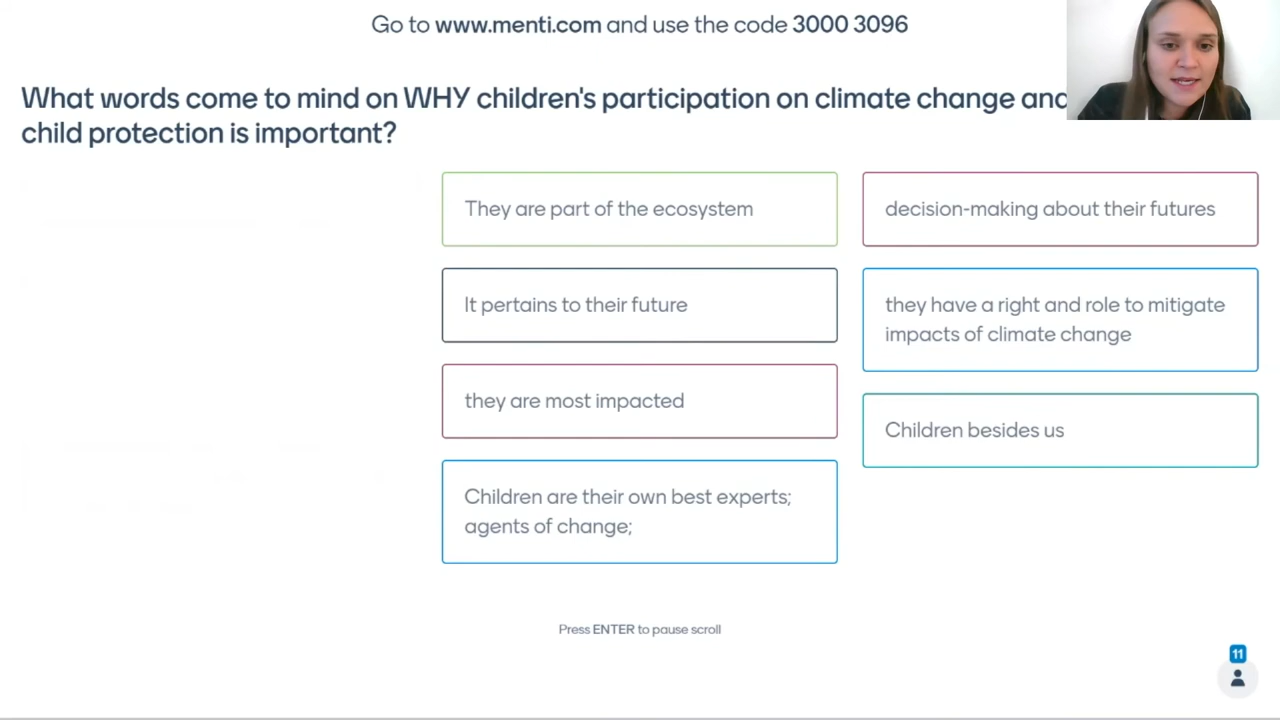 Go to www.menti.com and use the code 3000 3096
What words come to mind on WHY children's participation on climate change and
child protection is important?
They are part of the ecosystem
It pertains to their future
they are most impacted
Children are their own best experts;
agents of change;
decision-making about their futures
they have a right and role to mitigate
impacts of climate change
Children besides us
Press ENTER to pause scroll
11